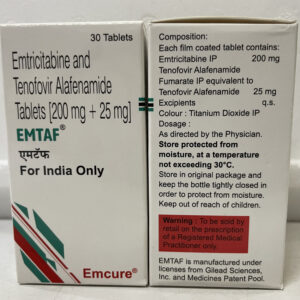 30 Tablets
Emtricitabine and
Tenofovir Alafenamide
Tablets [200 mg + 25 mg]
EMTAF®
एमटॅफ
For India Only
Emcure®
Composition:
Each film coated tablet contains:
Emtricitabine IP 200 mg
Tenofovir Alafenamide
Fumarate IP equivalent to
Tenofovir Alafenamide 25 mg
Excipients q.s.
Colour : Titanium Dioxide IP
Dosage :
As directed by the Physician.
Store protected from
moisture, at a temperature
not exceeding 30°C.
Store in original package and
keep the bottle tightly closed in
order to protect from moisture.
Keep out of reach of children.
Warning : To be sold by
retail on the prescription
of a Registered Medical
Practitioner only.
EMTAF is manufactured under
licenses from Gilead Sciences,
Inc. and Medicines Patent Pool.